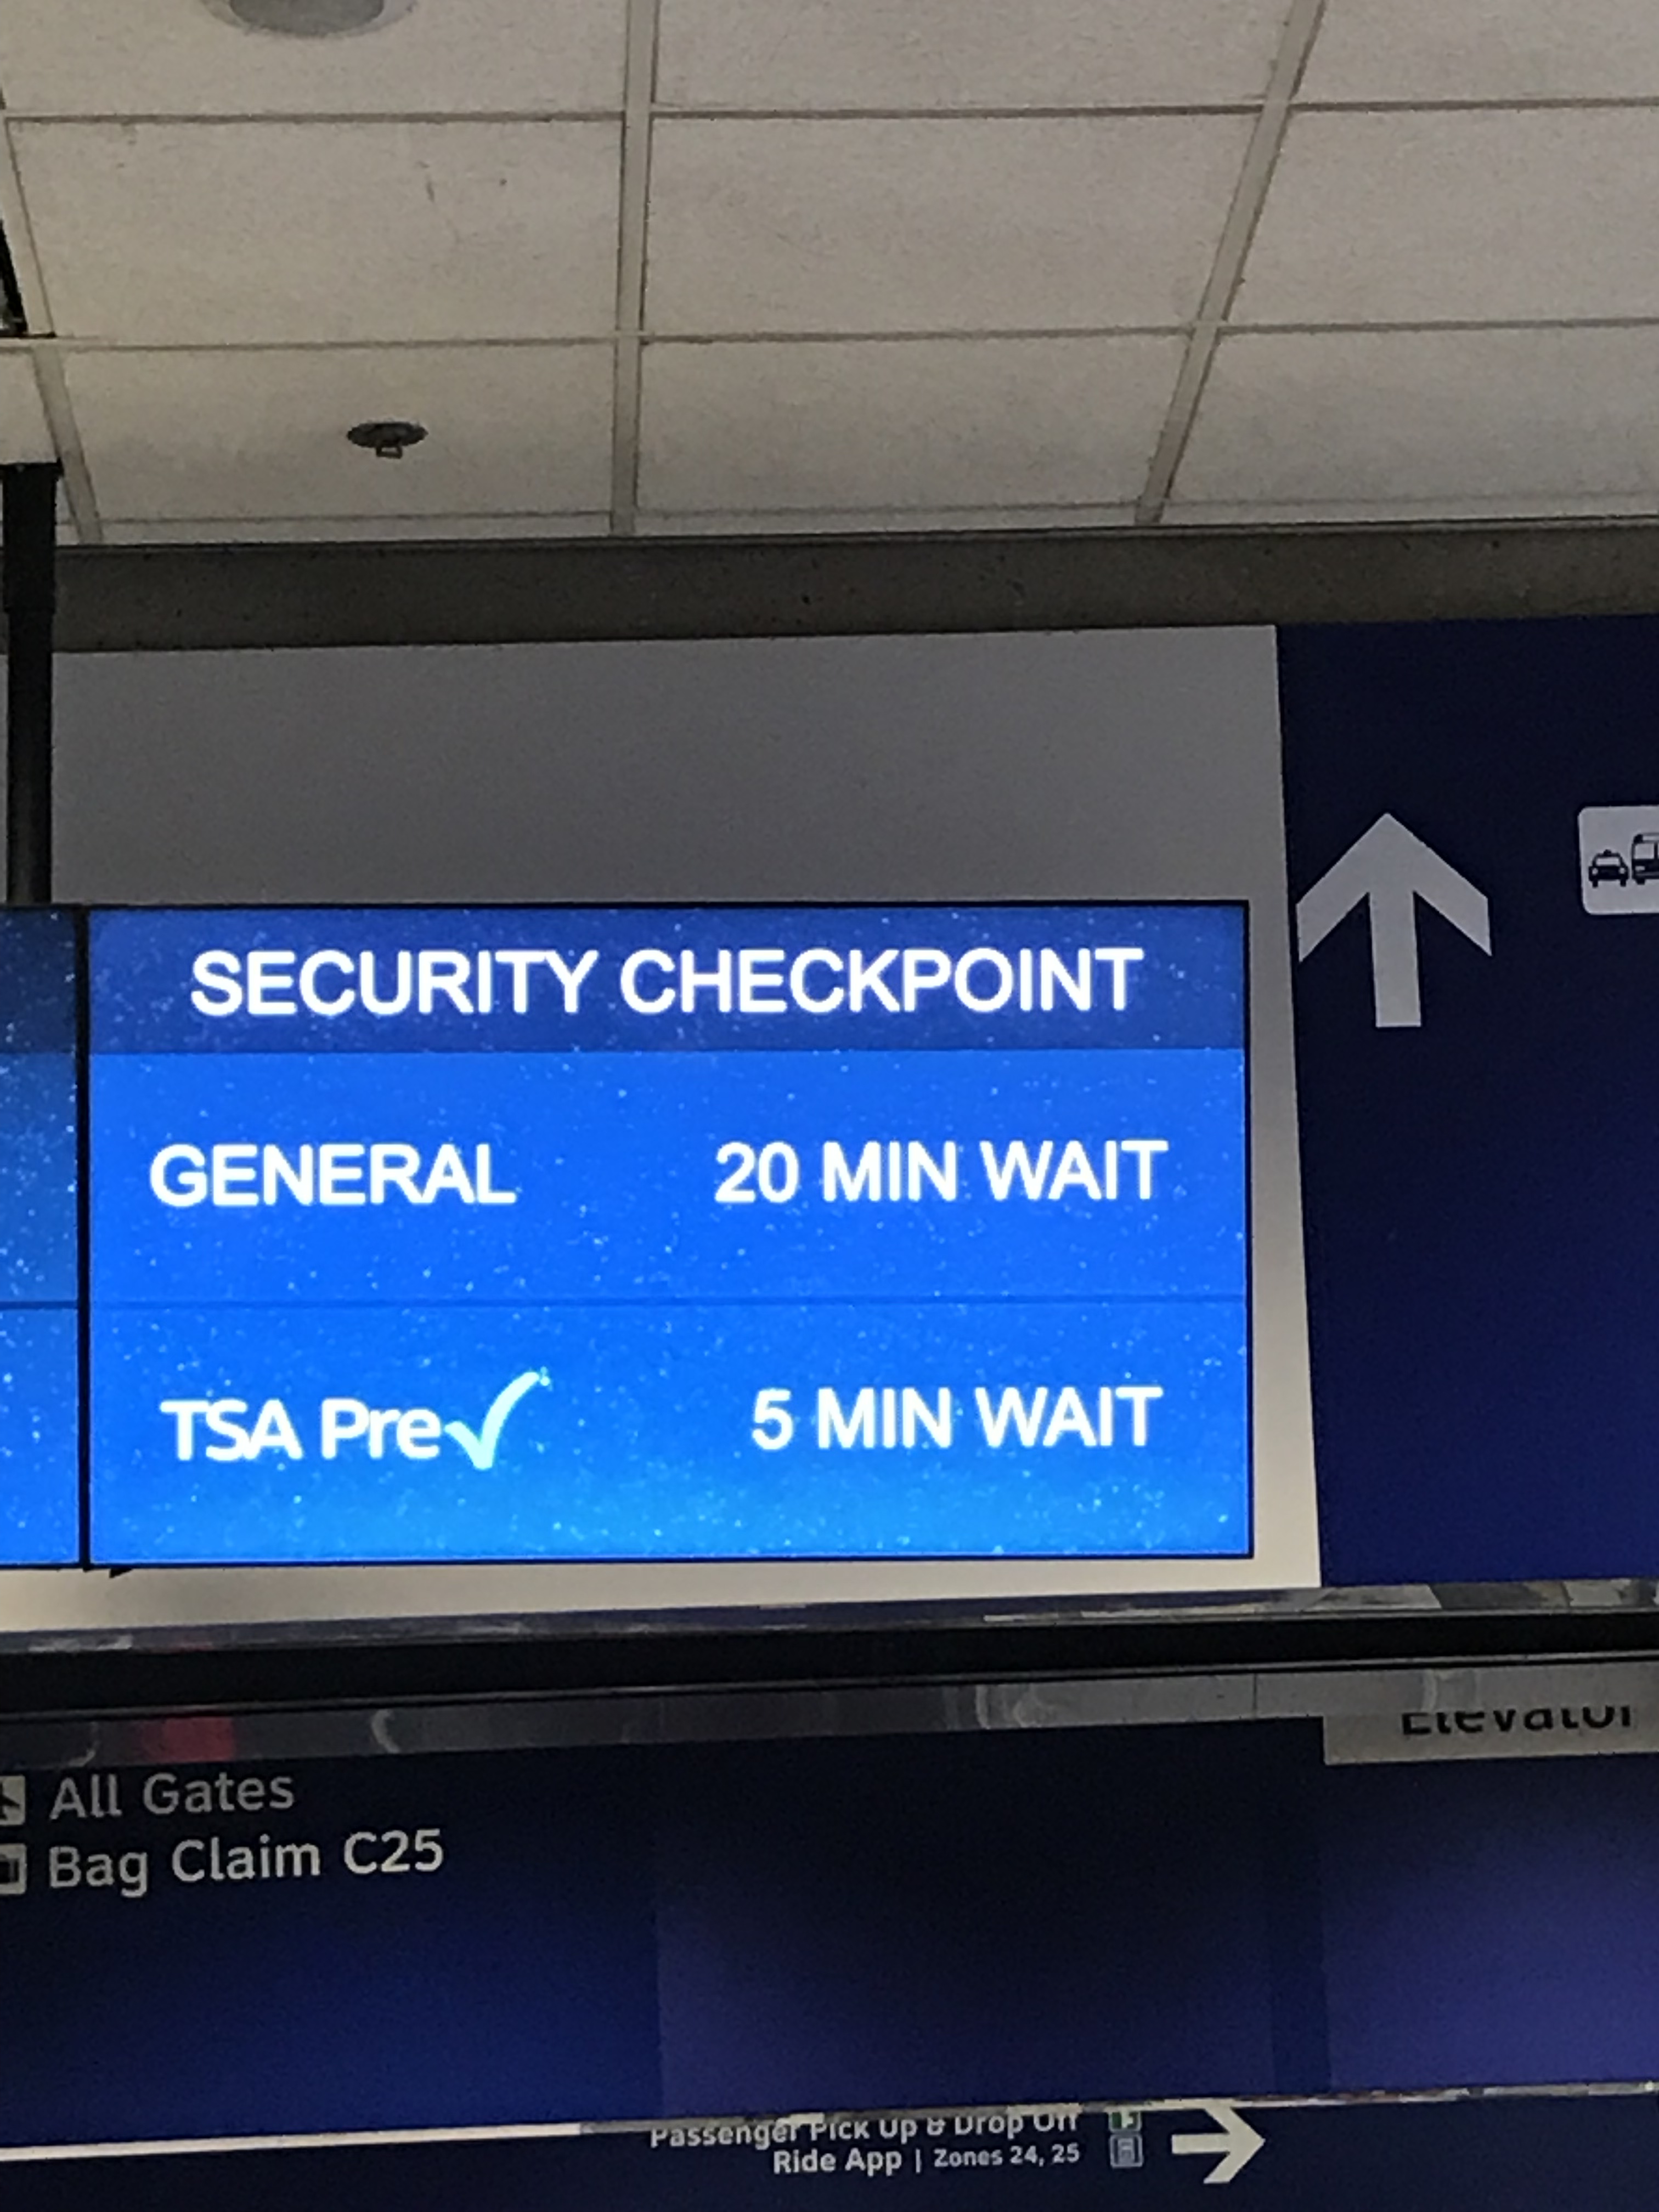 SECURITY CHECKPOINT
GENERAL 20 MIN WAIT
TSA Pre✓ 5 MIN WAIT
Elevator
All Gates
Bag Claim C25
Passenger Pick Up & Drop Off
Ride App | Zones 24, 25